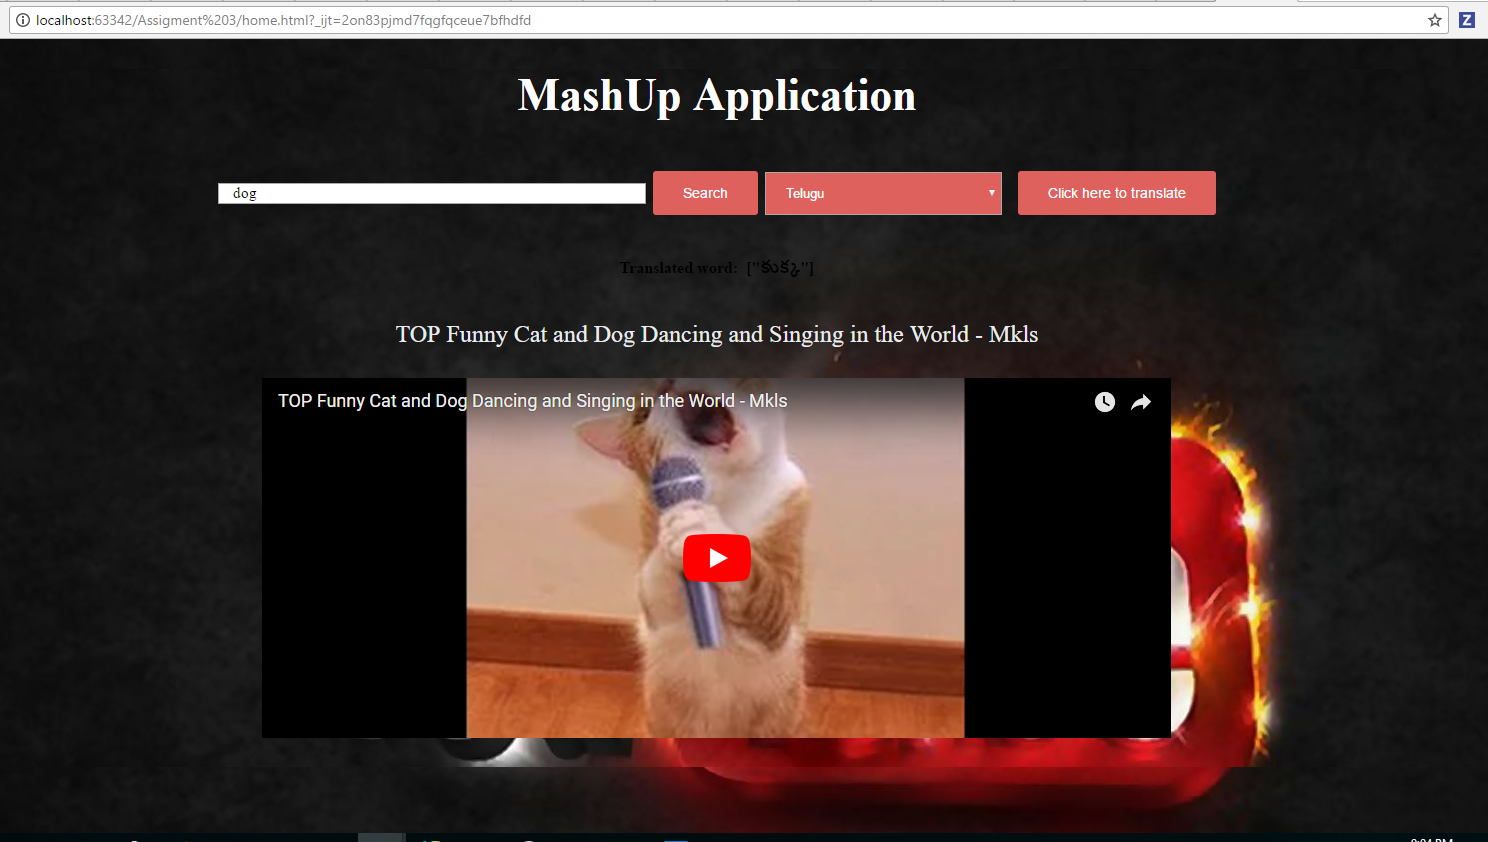 localhost:63342/Assigment%203/home.html?_ijt=2on83pjmd7fqgfqceue7bfhdfd
Z
MashUp Application
dog
Search
Telugu
Click here to translate
Translated word: ["కుక్క"]
TOP Funny Cat and Dog Dancing and Singing in the World - Mkls
TOP Funny Cat and Dog Dancing and Singing in the World - Mkls